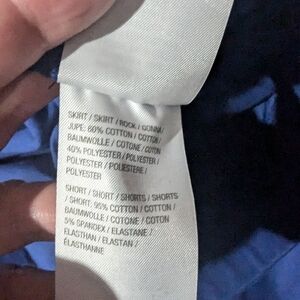 SKIRT / SKIRT / ROCK / GONNA/
JUPE: 60% COTTON / COTTON /
BAUMWOLLE / COTONE / COTON
40% POLYESTER / POLYESTER /
POLYESTER / POLIESTERE /
POLYESTER
SHORT / SHORT / SHORTS / SHORTS
/ SHORT: 95% COTTON / COTTON /
BAUMWOLLE / COTONE / COTON
5% SPANDEX / ELASTANE /
ELASTHAN / ELASTAN /
ÉLASTHANNE